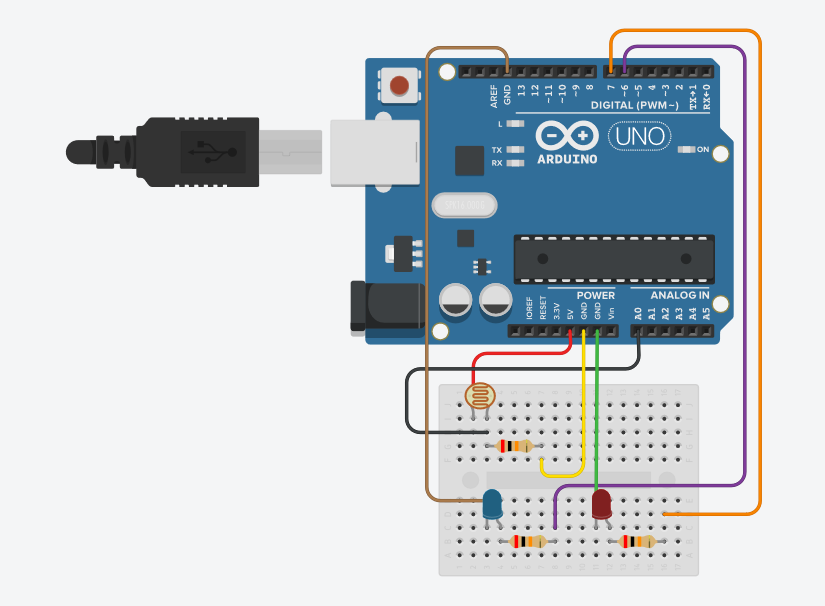 AREF
GND
13
12
~11
~10
~9
8
7
~6
~5
4
~3
2
TX→1
RX←0
DIGITAL (PWM~)
L
TX
RX
ARDUINO
UNO
ON
POWER
ANALOG IN
IOREF
RESET
3.3V
5V
GND
GND
Vin
A0
A1
A2
A3
A4
A5